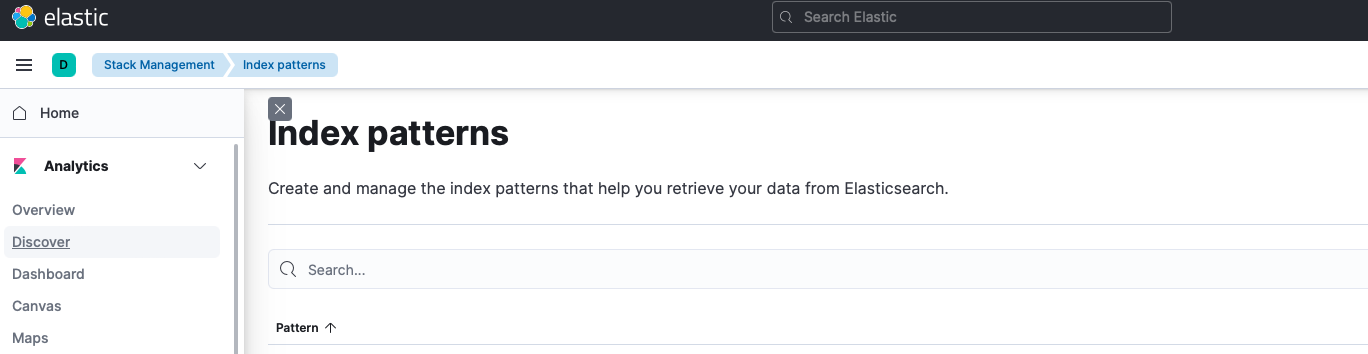 elastic
Search Elastic
D
Stack Management
Index patterns
Home
Analytics
Overview
Discover
Dashboard
Canvas
Maps
Index patterns
Create and manage the index patterns that help you retrieve your data from Elasticsearch.
Search...
Pattern